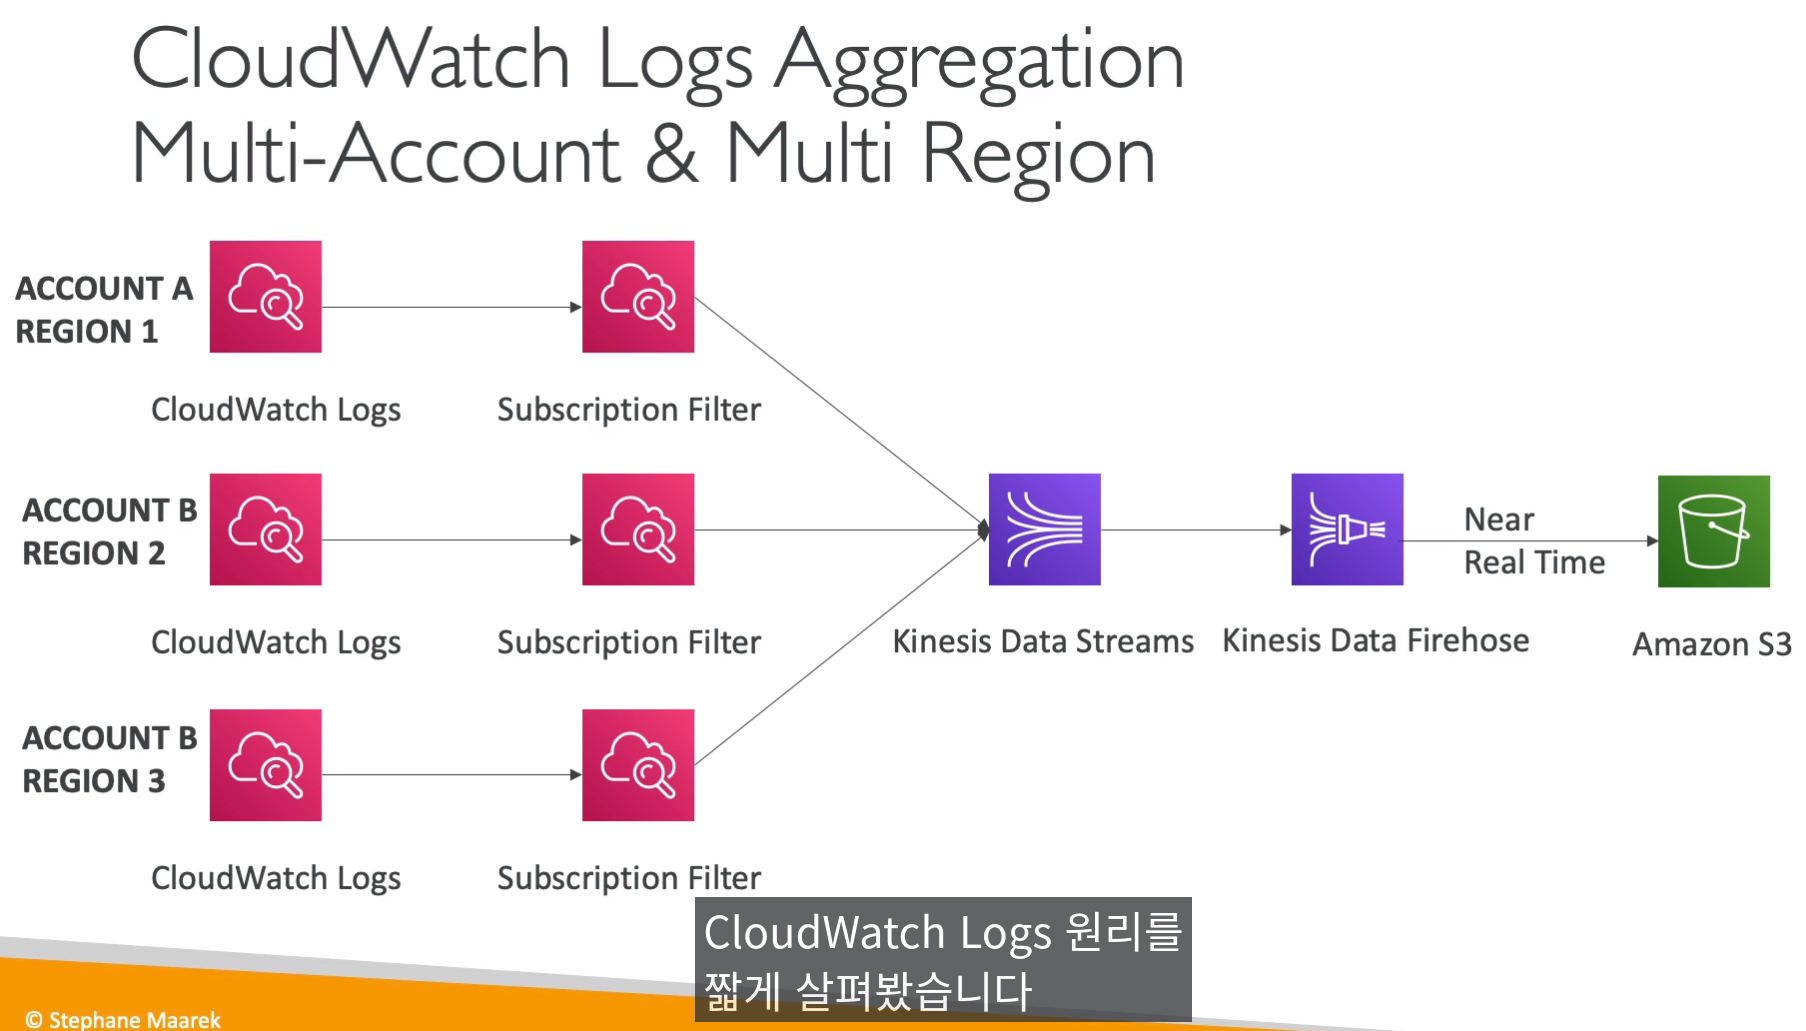 CloudWatch Logs Aggregation
Multi-Account & Multi Region
ACCOUNT A
REGION 1
CloudWatch Logs
Subscription Filter
ACCOUNT B
REGION 2
CloudWatch Logs
Subscription Filter
Kinesis Data Streams
Kinesis Data Firehose
Near
Real Time
Amazon S3
ACCOUNT B
REGION 3
CloudWatch Logs
Subscription Filter
CloudWatch Logs 원리를
짧게 살펴봤습니다
© Stephane Maarek